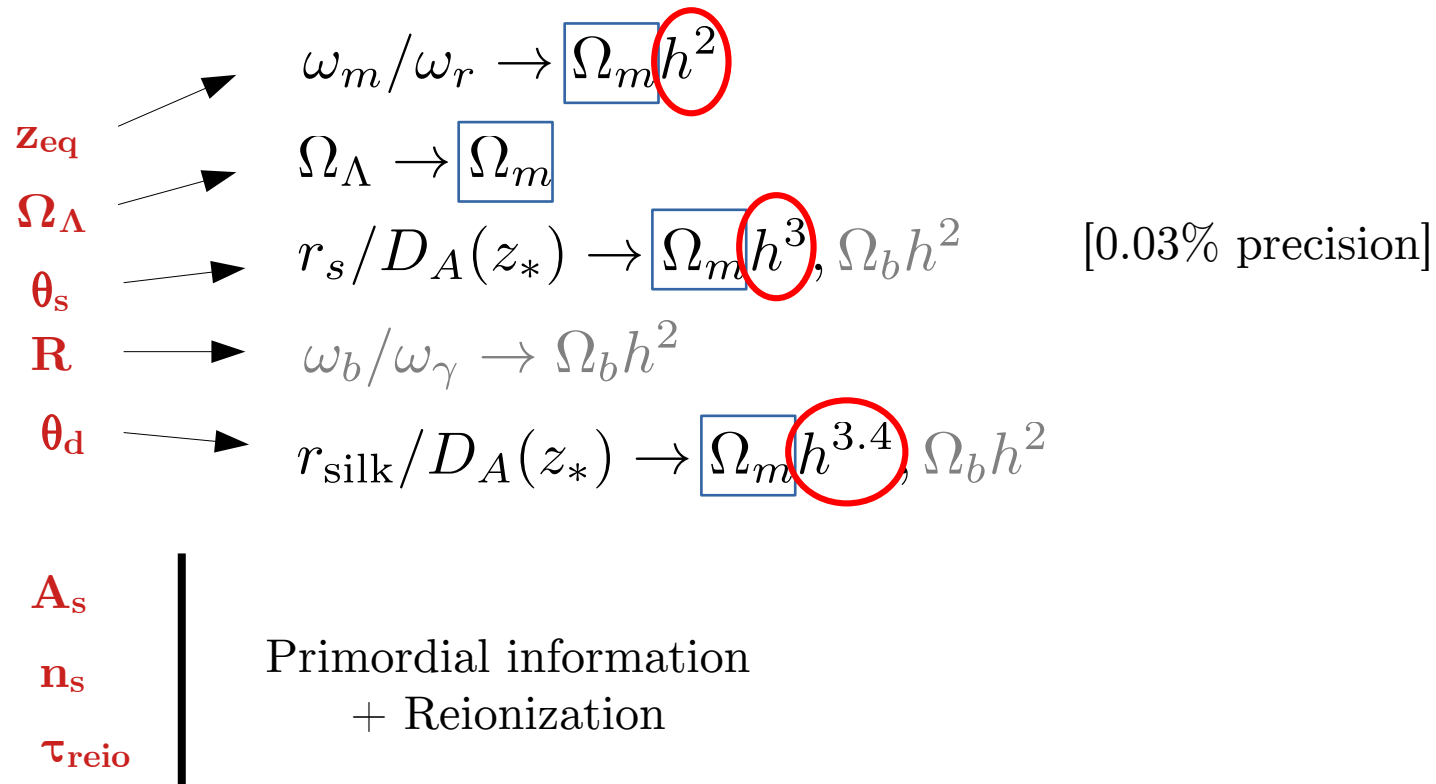 z_eq → ω_m/ω_r → Ω_m h^2
Ω_Λ → Ω_Λ → Ω_m
θ_s → r_s/D_A(z_*) → Ω_m h^3, Ω_b h^2 [0.03% precision]
R → ω_b/ω_γ → Ω_b h^2
θ_d → r_silk/D_A(z_*) → Ω_m h^3.4, Ω_b h^2
A_s
n_s
τ_reio
Primordial information
+ Reionization